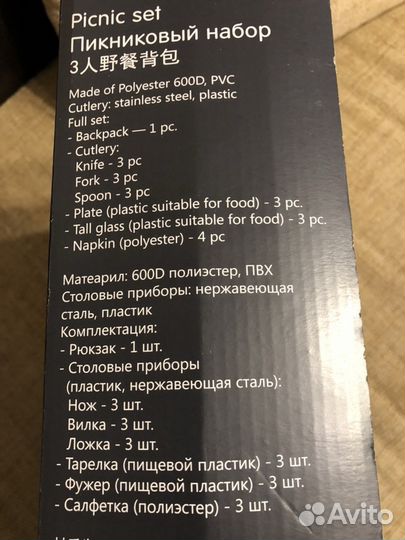 Picnic set
Пикниковый набор
3人野餐背包
Made of Polyester 600D, PVC
Cutlery: stainless steel, plastic
Full set:
- Backpack — 1 pc.
- Cutlery:
Knife - 3 pc
Fork - 3 pc
Spoon - 3 pc
- Plate (plastic suitable for food) - 3 pc.
- Tall glass (plastic suitable for food) - 3 pc.
- Napkin (polyester) - 4 pc
Матеарил: 600D полиэстер, ПВХ
Столовые приборы: нержавеющая
сталь, пластик
Комплектация:
- Рюкзак - 1 шт.
- Столовые приборы
(пластик, нержавеющая сталь):
Нож - 3 шт.
Вилка - 3 шт.
Ложка - 3 шт.
- Тарелка (пищевой пластик) - 3 шт.
- Фужер (пищевой пластик) - 3 шт.
- Салфетка (полиэстер) - 3 шт.
Avito